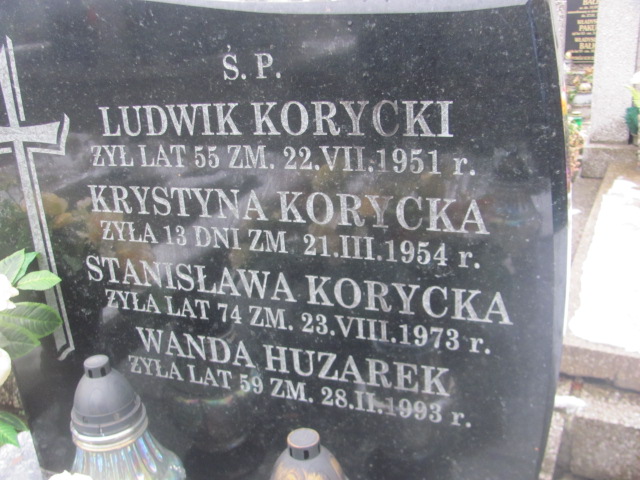 Ś. P.
LUDWIK KORYCKI
ŻYŁ LAT 55 ZM. 22.VII.1951 r.
KRYSTYNA KORYCKA
ŻYŁA 13 DNI ZM 21.III.1954 r.
STANISŁAWA KORYCKA
ŻYŁA LAT 74 ZM. 23.VIII.1973 r.
WANDA HUZAREK
ŻYŁA LAT 59 ZM. 28.II.1993 r.